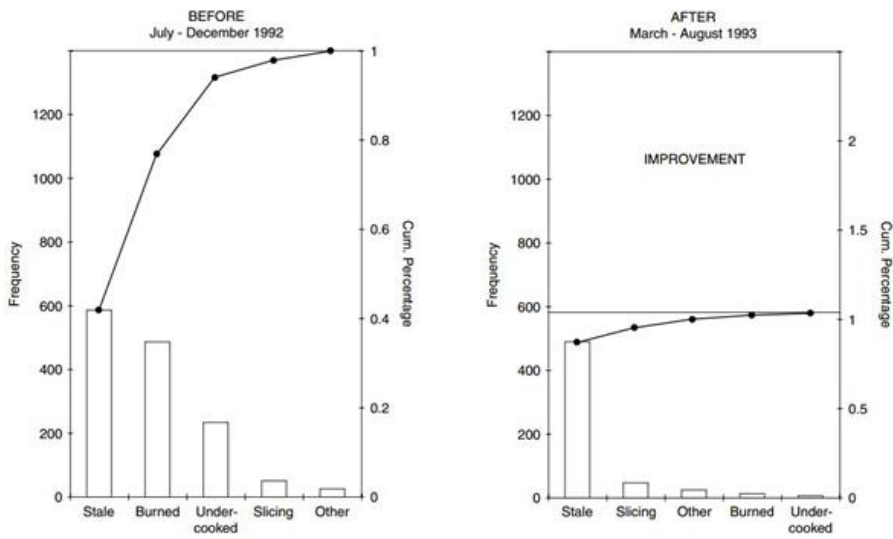 BEFORE
July - December 1992
1200
1000
800
600
400
200
0
Frequency
1
0.8
0.6
0.4
0.2
0
Cum. Percentage
Stale
Burned
Under-
cooked
Slicing
Other
AFTER
March - August 1993
IMPROVEMENT
1200
1000
800
600
400
200
0
Frequency
2
1.5
1
0.5
0
Cum. Percentage
Stale
Slicing
Other
Burned
Under-
cooked